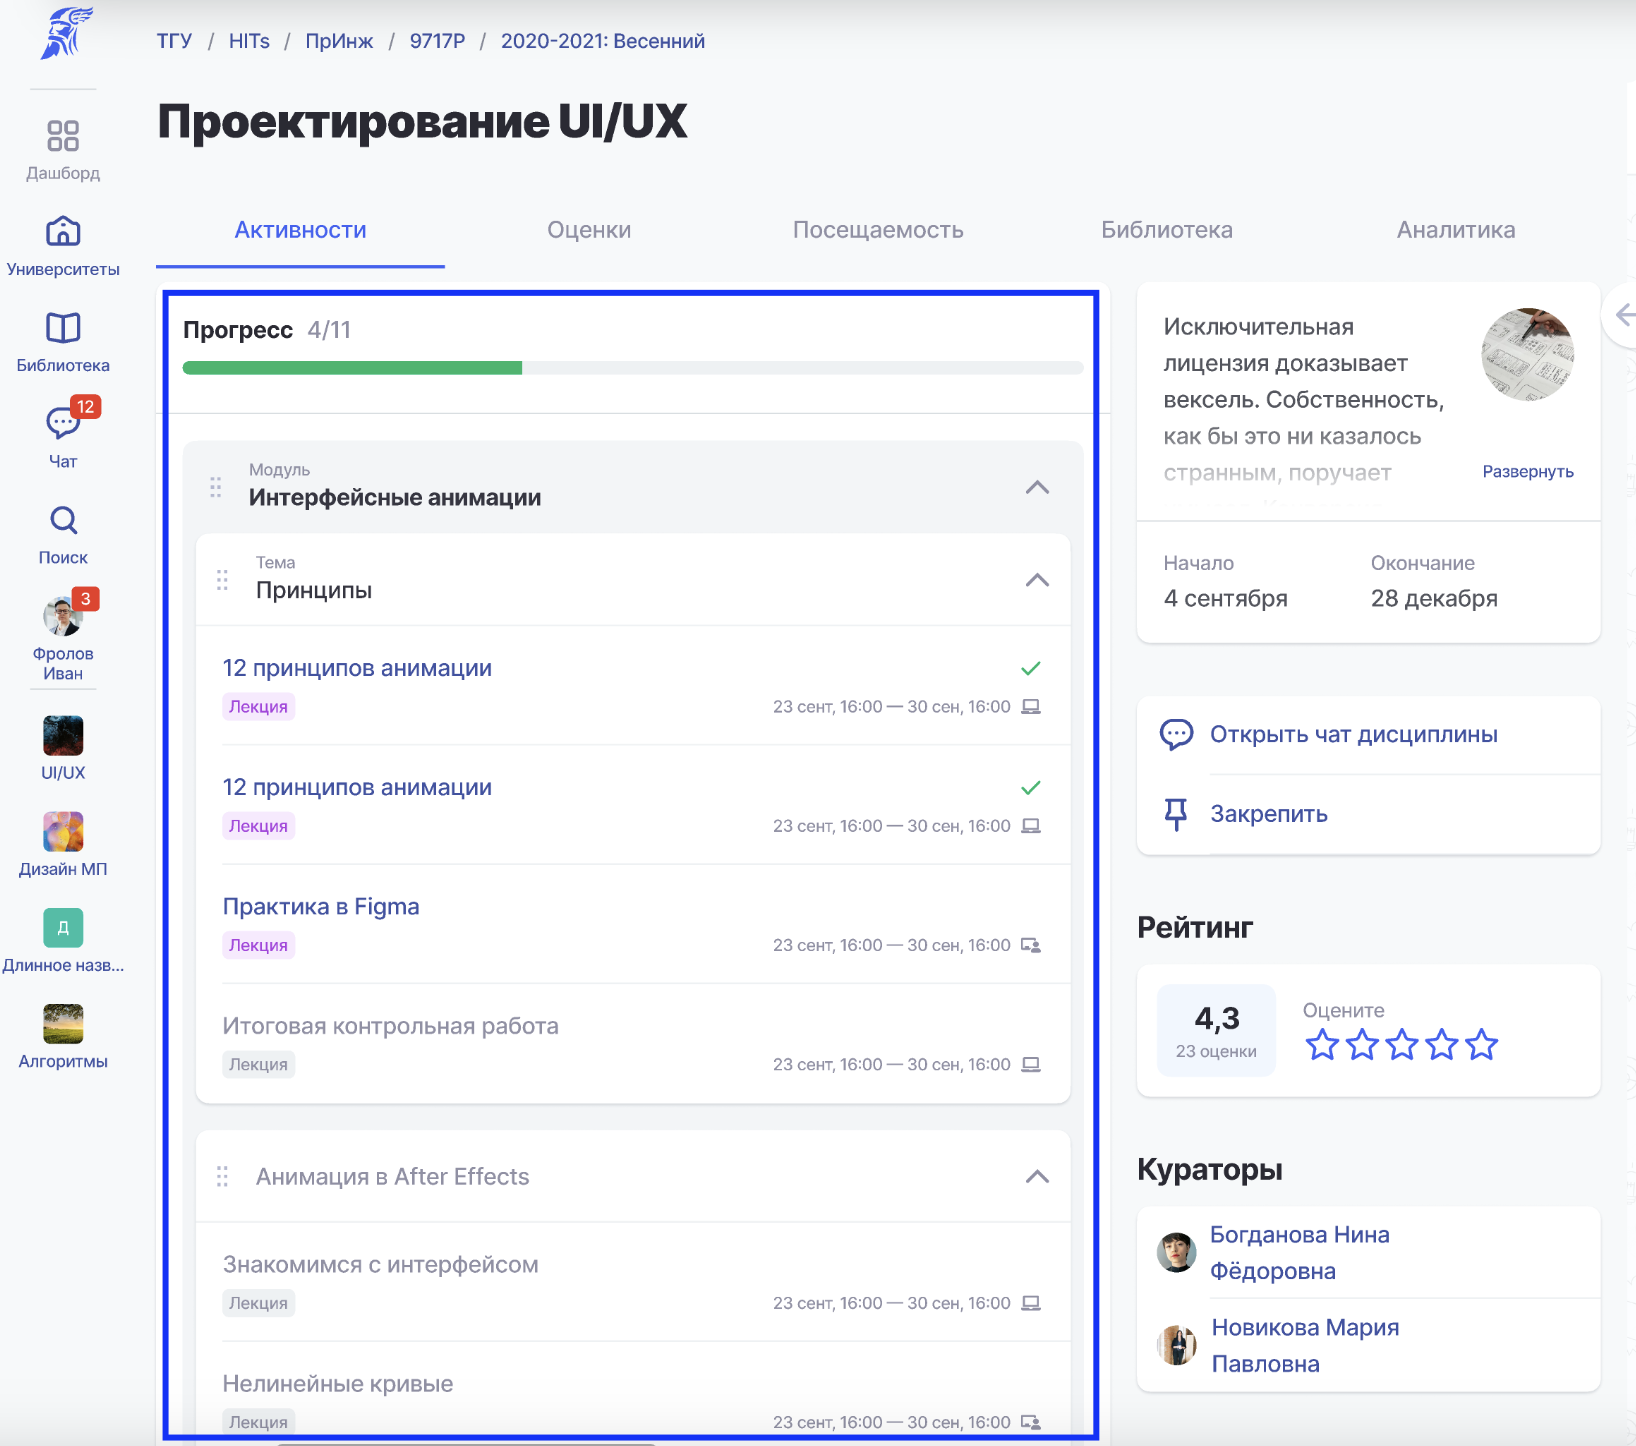 ТГУ / HITs / ПрИнж / 9717Р / 2020-2021: Весенний
Проектирование UI/UX
Дашборд
Университеты
Библиотека
12
Чат
Поиск
3
Фролов
Иван
UI/UX
Дизайн МП
Д
Длинное назв...
Алгоритмы
Активности
Оценки
Посещаемость
Библиотека
Аналитика
Прогресс 4/11
Модуль
Интерфейсные анимации
Тема
Принципы
12 принципов анимации
Лекция
23 сент, 16:00 — 30 сен, 16:00
12 принципов анимации
Лекция
23 сент, 16:00 — 30 сен, 16:00
Практика в Figma
Лекция
23 сент, 16:00 — 30 сен, 16:00
Итоговая контрольная работа
Лекция
23 сент, 16:00 — 30 сен, 16:00
Анимация в After Effects
Знакомимся с интерфейсом
Лекция
23 сент, 16:00 — 30 сен, 16:00
Нелинейные кривые
Лекция
23 сент, 16:00 — 30 сен, 16:00
Исключительная
лицензия доказывает
вексель. Собственность,
как бы это ни казалось
странным, поручает
Развернуть
Начало
4 сентября
Окончание
28 декабря
Открыть чат дисциплины
Закрепить
Рейтинг
4,3
23 оценки
Оцените
Кураторы
Богданова Нина
Фёдоровна
Новикова Мария
Павловна